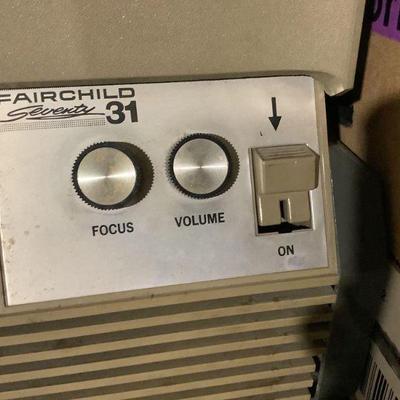 FAIRCHILD
Seventy 31
FOCUS
VOLUME
ON